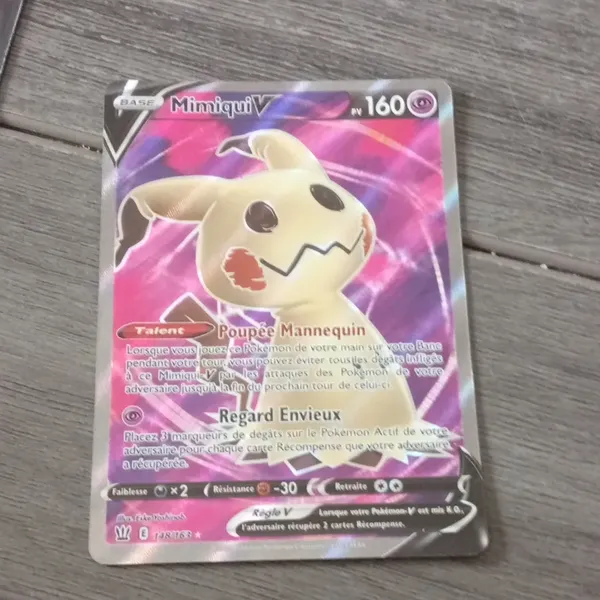 BASE Mimiqui V PV 160
Talent Poupée Mannequin
Lorsque vous jouez ce Pokémon de votre main sur votre Banc
pendant votre tour, vous pouvez éviter tous les dégâts infligés
à ce Mimiqui-V par les attaques des Pokémon de votre
adversaire jusqu'à la fin du prochain tour de celui-ci.
Regard Envieux
Placez 3 marqueurs de dégâts sur le Pokémon Actif de votre
adversaire pour chaque carte Récompense que votre adversaire
a récupérée.
Faiblesse ×2 Résistance -30 Retraite
Règle V Lorsque votre Pokémon-V est mis K.O.,
l'adversaire récupère 2 cartes Récompense.
Illus.
E 148/163